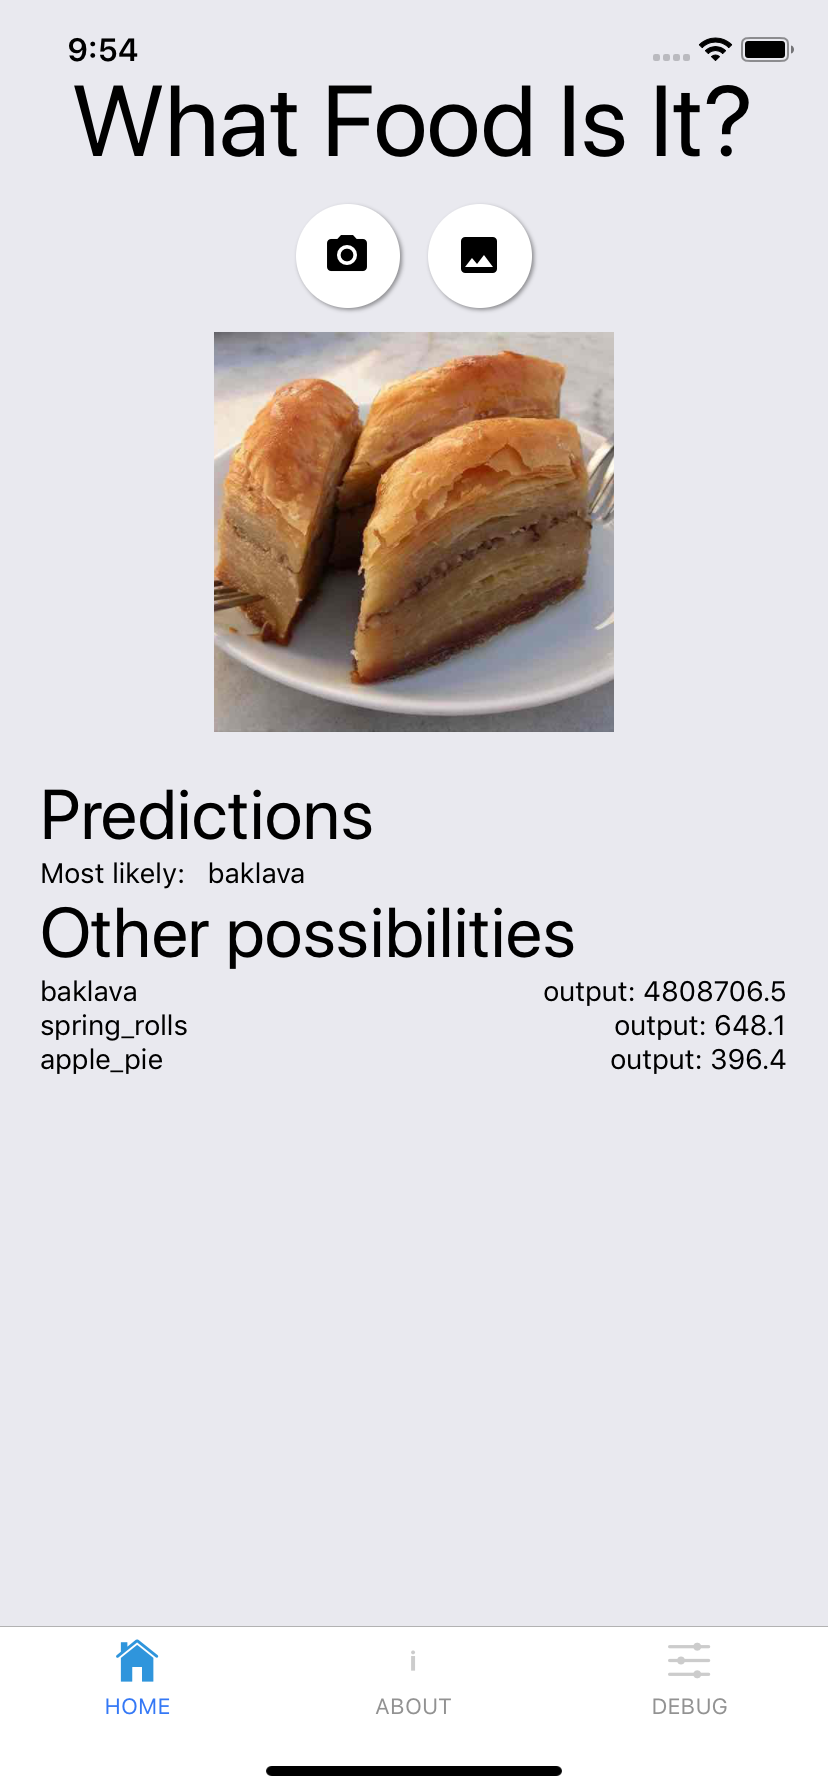 9:54
What Food Is It?
Predictions
Most likely: baklava
Other possibilities
baklava output: 4808706.5
spring_rolls output: 648.1
apple_pie output: 396.4
HOME ABOUT DEBUG